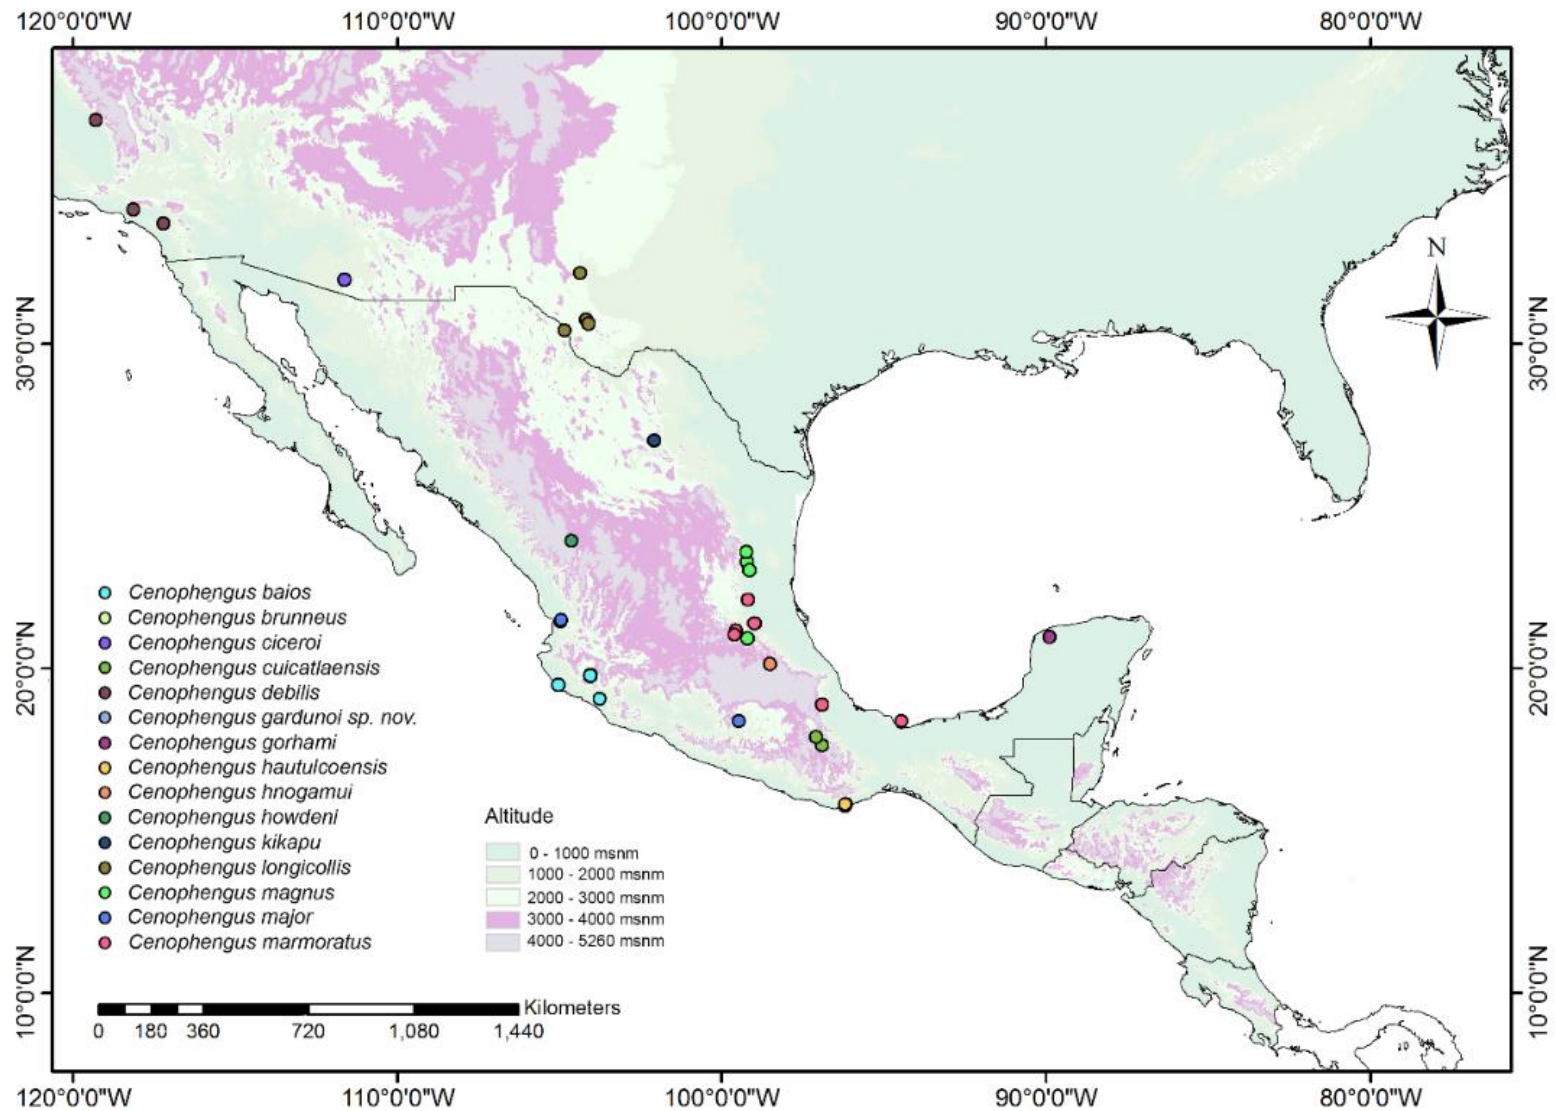 120°0'0"W 110°0'0"W 100°0'0"W 90°0'0"W 80°0'0"W
N
30°0'0"N 30°0'0"N
20°0'0"N 20°0'0"N
10°0'0"N 10°0'0"N
Cenophengus baios
Cenophengus brunneus
Cenophengus ciceroi
Cenophengus cuicatlaensis
Cenophengus debilis
Cenophengus gardunoi sp. nov.
Cenophengus gorhami
Cenophengus hautulcoensis
Cenophengus hnogamui
Cenophengus howdeni
Cenophengus kikapu
Cenophengus longicollis
Cenophengus magnus
Cenophengus major
Cenophengus marmoratus
Altitude
0 - 1000 msnm
1000 - 2000 msnm
2000 - 3000 msnm
3000 - 4000 msnm
4000 - 5260 msnm
Kilometers
0 180 360 720 1,080 1,440
120°0'0"W 110°0'0"W 100°0'0"W 90°0'0"W 80°0'0"W